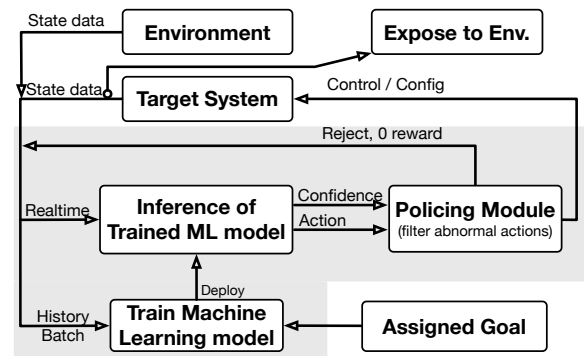 State data
Environment
Expose to Env.
State data
Target System
Control / Config
Reject, 0 reward
Realtime
Inference of
Trained ML model
Confidence
Action
Policing Module
(filter abnormal actions)
Deploy
History
Batch
Train Machine
Learning model
Assigned Goal